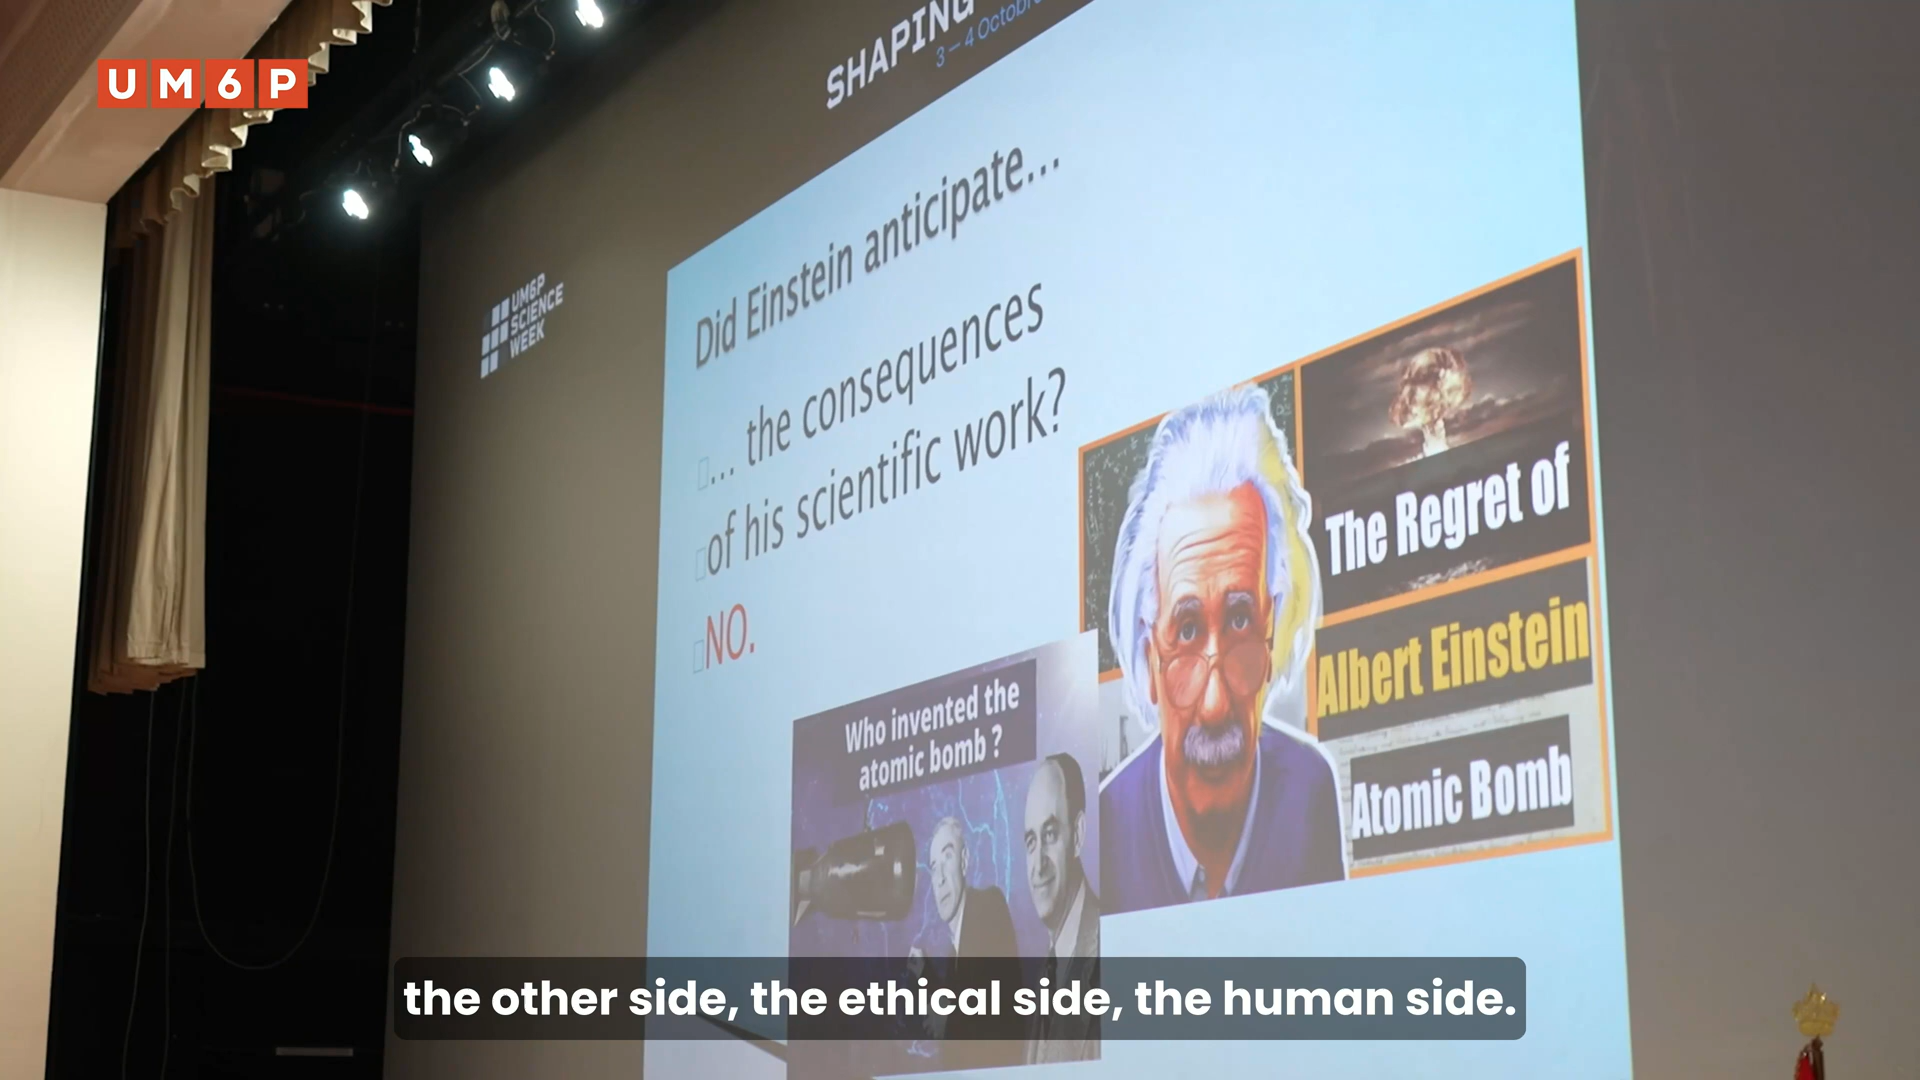 UM6P
SHAPING
3 – 4 Octobre
UM6P
SCIENCE
WEEK
Did Einstein anticipate...
... the consequences
of his scientific work?
NO.
The Regret of
Albert Einstein
Atomic Bomb
Who invented the
atomic bomb ?
the other side, the ethical side, the human side.